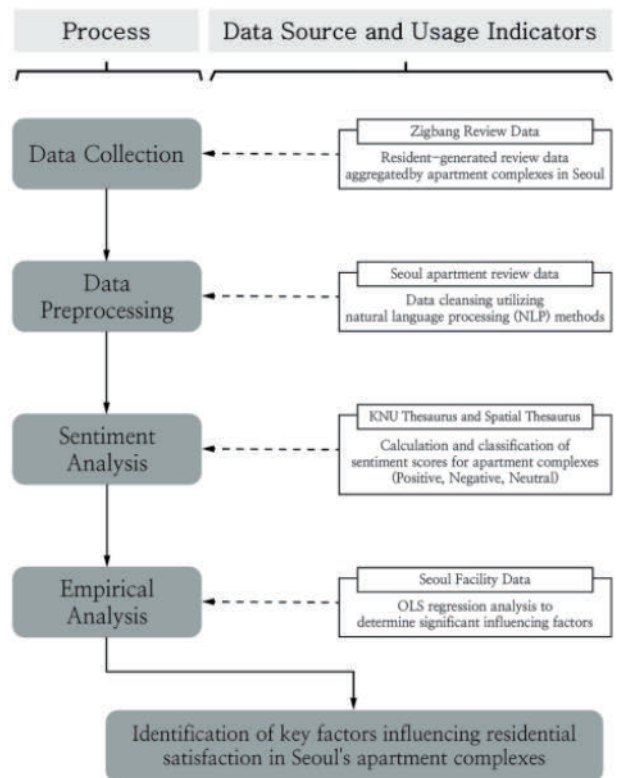 Process
Data Source and Usage Indicators
Data Collection
Zigbang Review Data
Resident-generated review data
aggregatedby apartment complexes in Seoul
Data
Preprocessing
Seoul apartment review data
Data cleansing utilizing
natural language processing (NLP) methods
Sentiment
Analysis
KNU Thesaurus and Spatial Thesaurus
Calculation and classification of
sentiment scores for apartment complexes
(Positive, Negative, Neutral)
Empirical
Analysis
Seoul Facility Data
OLS regression analysis to
determine significant influencing factors
Identification of key factors influencing residential
satisfaction in Seoul's apartment complexes